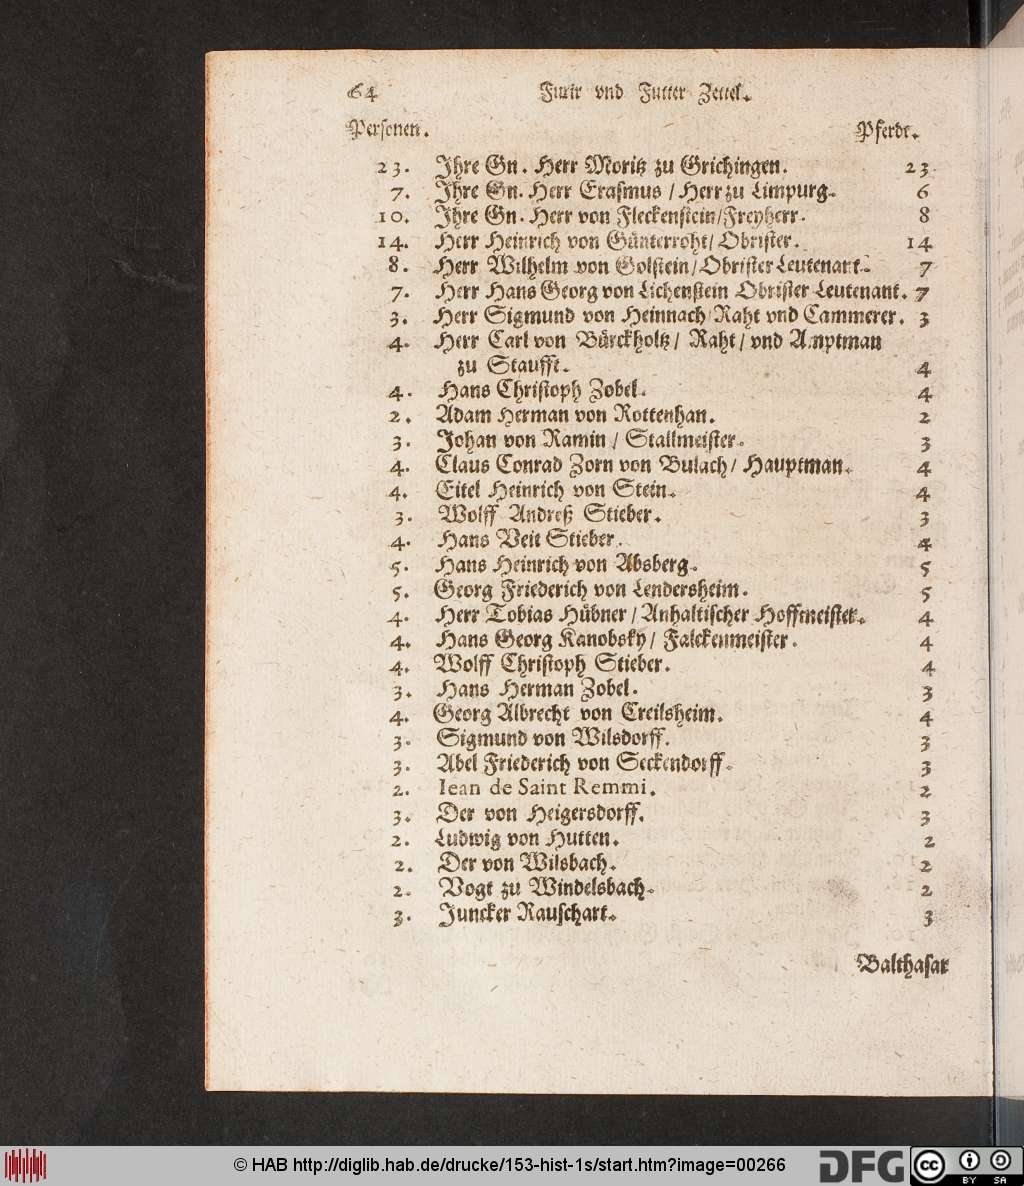 64 Furir vnd Futter Zettel.
Personen. Pferdt.
23. Ihre Gn. Herr Moritz zu Grichingen. 23
7. Ihre Gn. Herr Erasmus / Herr zu Limpurg. 6
10. Ihre Gn. Herr von Fleckenstein/Freyherr. 8
14. Herr Heinrich von Günterroht/ Obrister. 14
8. Herr Wilhelm von Golstein/Obrister Leutenant. 7
7. Herr Hans Georg von Lichenstein Obrister Leutenant. 7
3. Herr Sigmund von Heinnach Raht vnd Cammerer. 3
4. Herr Carl von Bürckholtz/ Raht/ vnd Amptman
zu Staufft. 4
4. Hans Christoph Zobel. 4
2. Adam Herman von Rottenhan. 2
3. Johan von Ramin / Stallmeister. 3
4. Claus Conrad Zorn von Bulach/ Hauptman. 4
4. Eitel Heinrich von Stein. 4
3. Wolff Andreß Stieber. 3
4. Hans Veit Stieber. 4
5. Hans Heinrich von Absberg. 5
5. Georg Friederich von Lendersheim. 5
4. Herr Tobias Hübner / Anhaltischer Hoffmeister. 4
4. Hans Georg Kanobsky/ Falckenmeister. 4
4. Wolff Christoph Stieber. 4
3. Hans Herman Zobel. 3
4. Georg Albrecht von Creilsheim. 4
3. Sigmund von Wilsdorff. 3
3. Abel Friederich von Seckendorff. 3
2. Iean de Saint Remmi. 2
3. Der von Heigersdorff. 3
2. Ludwig von Hutten. 2
2. Der von Wilsbach. 2
2. Vogt zu Windelsbach. 2
3. Juncker Rauschart. 3
Balthasar
© HAB http://diglib.hab.de/drucke/153-hist-1s/start.htm?image=00266 DFG cc BY SA